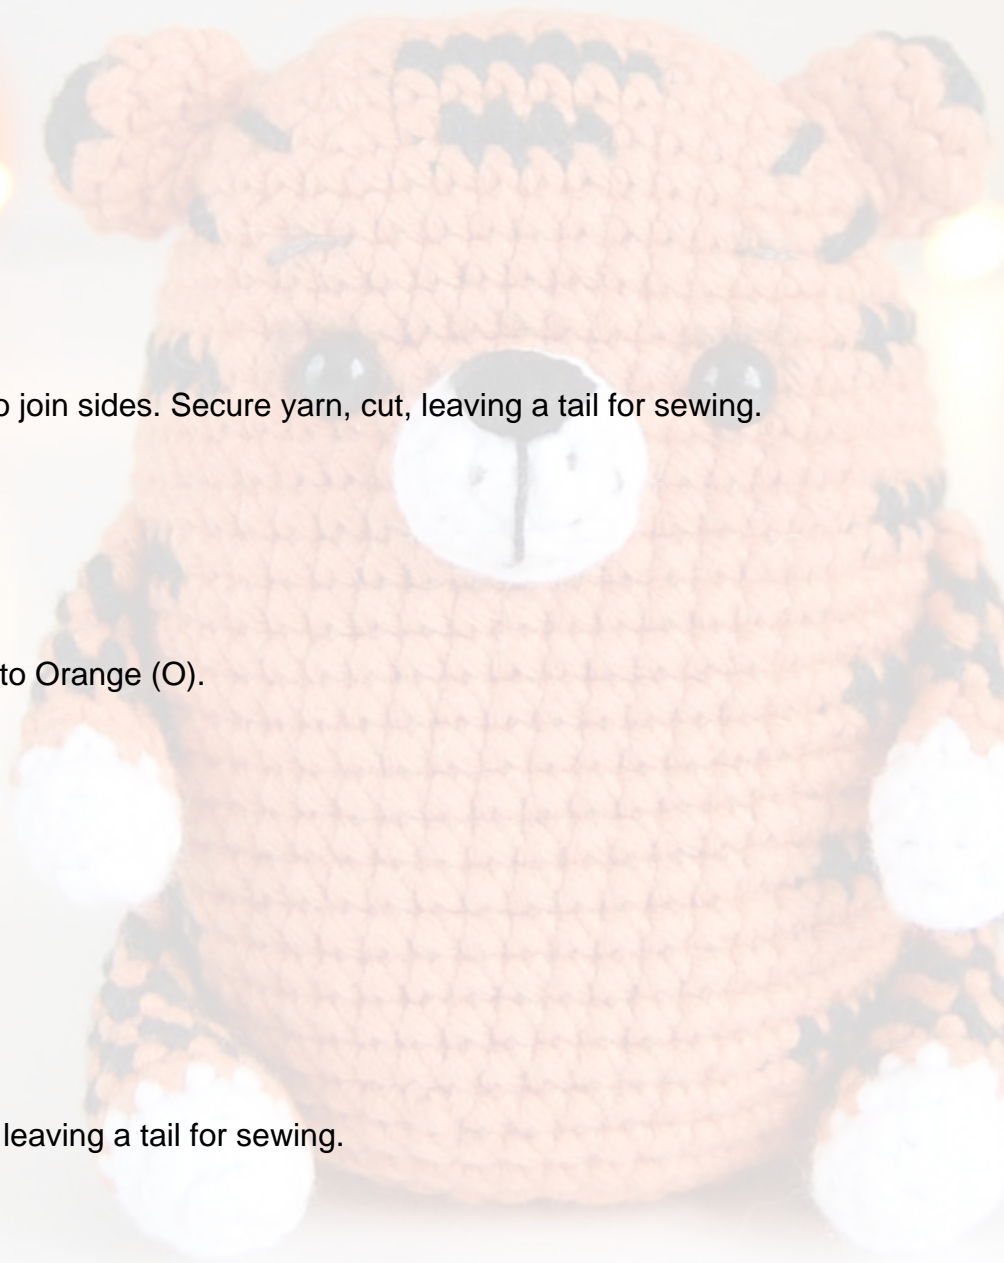 o join sides. Secure yarn, cut, leaving a tail for sewing.
to Orange (O).
leaving a tail for sewing.